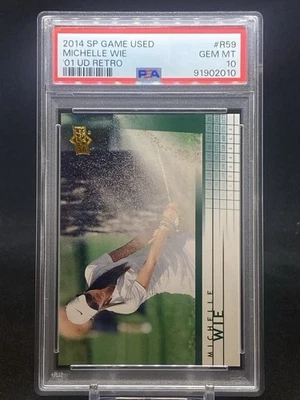 2014 SP GAME USED #R59
MICHELLE WIE GEM MT
'01 UD RETRO 10
PSA 91902010
MICHELLE
WIE